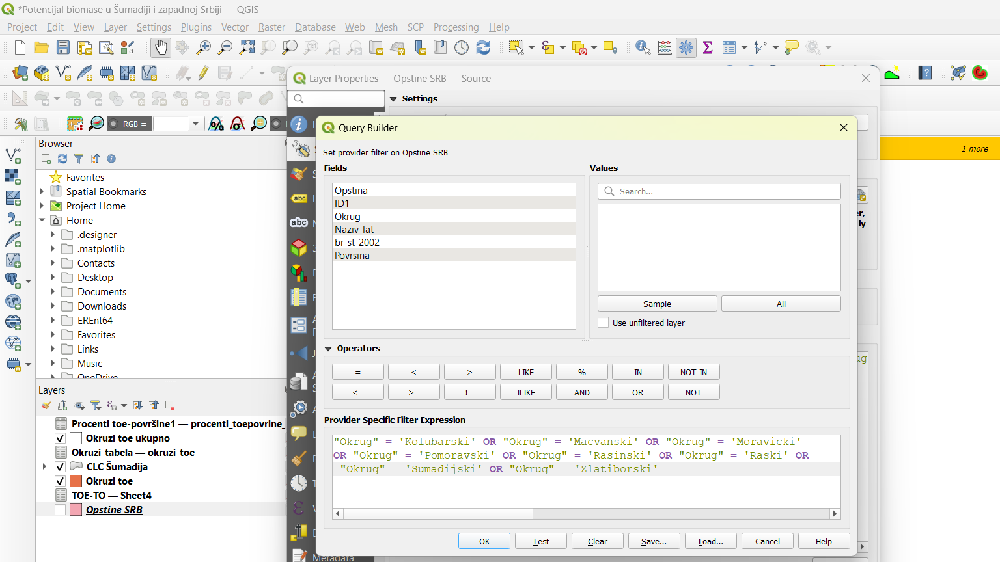 *Potencijal biomase u Šumadiji i zapadnoj Srbiji — QGIS
Project Edit View Layer Settings Plugins Vector Raster Database Web Mesh SCP Processing Help
Layer Properties — Opstine SRB — Source
Settings
RGB =
-
Browser
Favorites
Spatial Bookmarks
Project Home
Home
.designer
.matplotlib
Contacts
Desktop
Documents
Downloads
EREnt64
Favorites
Links
Music
OneDrive
Layers
Procenti toe-površine1 — procenti_toepovrine_
Okruzi toe ukupno
Okruzi_tabela — okruzi_toe
CLC Šumadija
Okruzi toe
TOE-TO — Sheet4
Opstine SRB
abc
abc
Metadata
1 more
Query Builder
Set provider filter on Opstine SRB
Fields
Opstina
ID1
Okrug
Naziv_lat
br_st_2002
Povrsina
Values
Search...
Sample All
Use unfiltered layer
Operators
= < > LIKE % IN NOT IN
<= >= != ILIKE AND OR NOT
Provider Specific Filter Expression
"Okrug" = 'Kolubarski' OR "Okrug" = 'Macvanski' OR "Okrug" = 'Moravicki'
OR "Okrug" = 'Pomoravski' OR "Okrug" = 'Rasinski' OR "Okrug" = 'Raski' OR
"Okrug" = 'Sumadijski' OR "Okrug" = 'Zlatiborski'
OK Test Clear Save... Load... Cancel Help